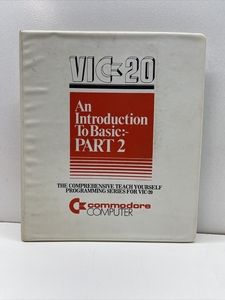 VIC-20
An
Introduction
To Basic:-
PART 2
THE COMPREHENSIVE TEACH YOURSELF
PROGRAMMING SERIES FOR VIC-20
commodore
COMPUTER